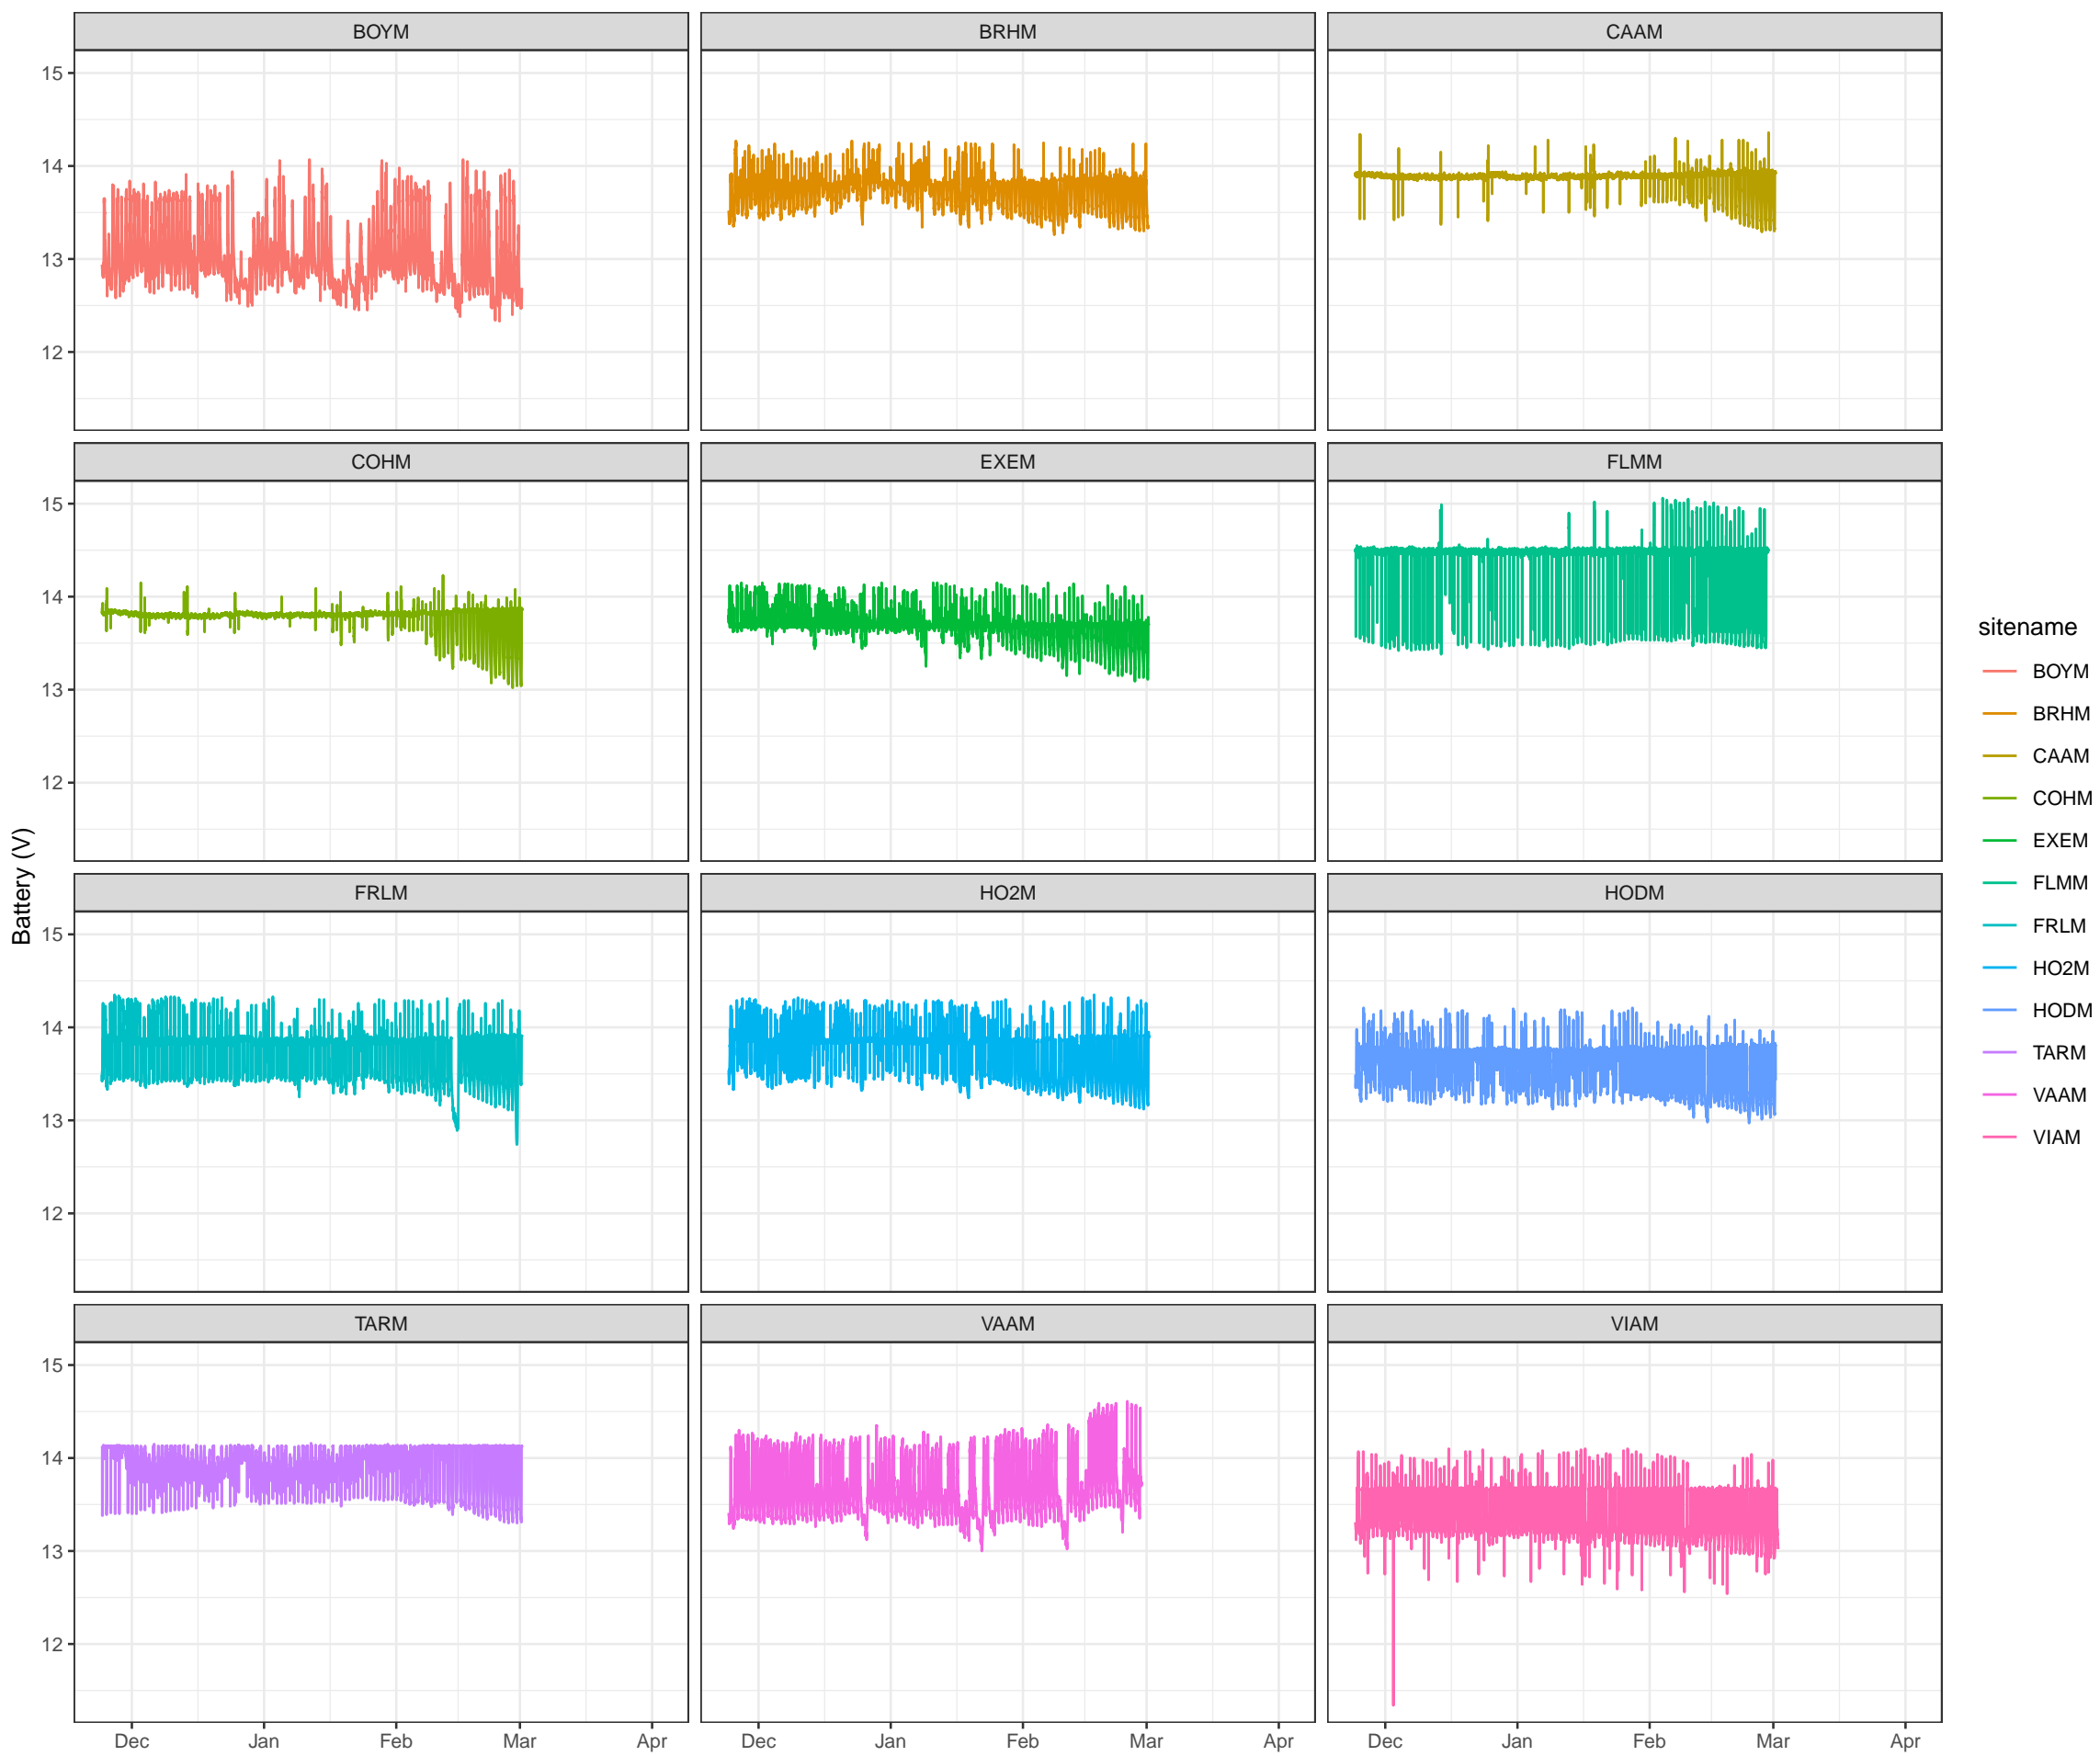 BOYM BRHM CAAM
15
14
13
12
COHM EXEM FLMM
15
14
13
12
FRLM HO2M HODM
15
14
13
12
TARM VAAM VIAM
15
14
13
12
Dec Jan Feb Mar Apr Dec Jan Feb Mar Apr Dec Jan Feb Mar Apr
Battery (V)
sitename
BOYM
BRHM
CAAM
COHM
EXEM
FLMM
FRLM
HO2M
HODM
TARM
VAAM
VIAM